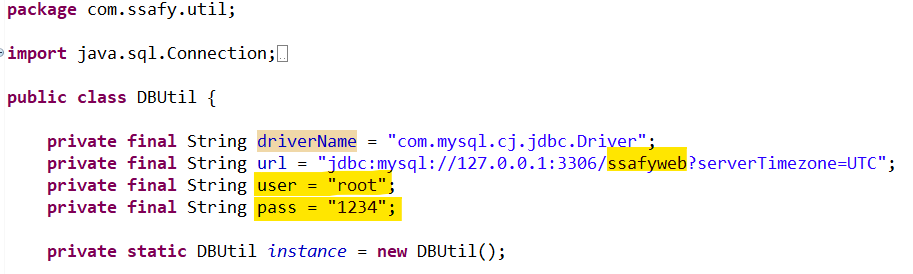 package com.ssafy.util;
import java.sql.Connection;
public class DBUtil {
private final String driverName = "com.mysql.cj.jdbc.Driver";
private final String url = "jdbc:mysql://127.0.0.1:3306/ssafyweb?serverTimezone=UTC";
private final String user = "root";
private final String pass = "1234";
private static DBUtil instance = new DBUtil();